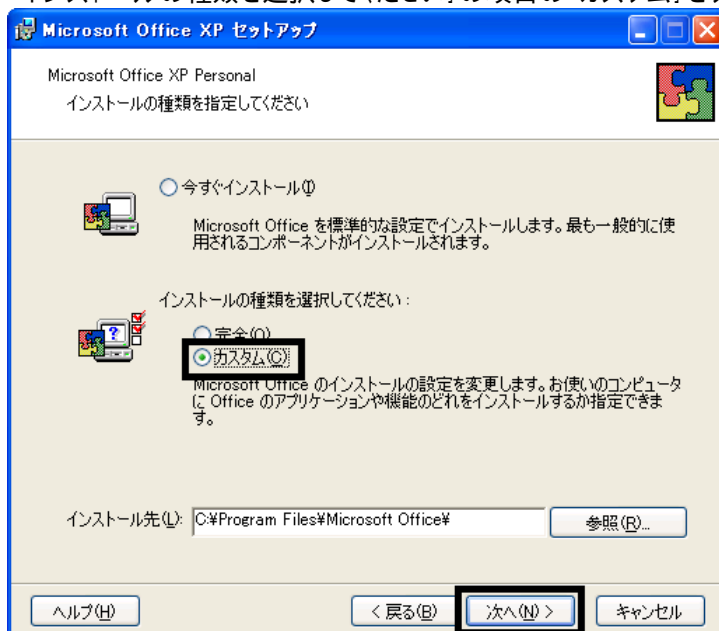 Microsoft Office XP セットアップ
Microsoft Office XP Personal
インストールの種類を指定してください
今すぐインストール(I)
Microsoft Office を標準的な設定でインストールします。最も一般的に使
用されるコンポーネントがインストールされます。
インストールの種類を選択してください :
?
完全(O)
カスタム(C)
Microsoft Office のインストールの設定を変更します。お使いのコンピュータ
に Office のアプリケーションや機能のどれをインストールするか指定できま
す。
インストール先(L): C:¥Program Files¥Microsoft Office¥ 参照(R)...
ヘルプ(H) < 戻る(B) 次へ(N) > キャンセル